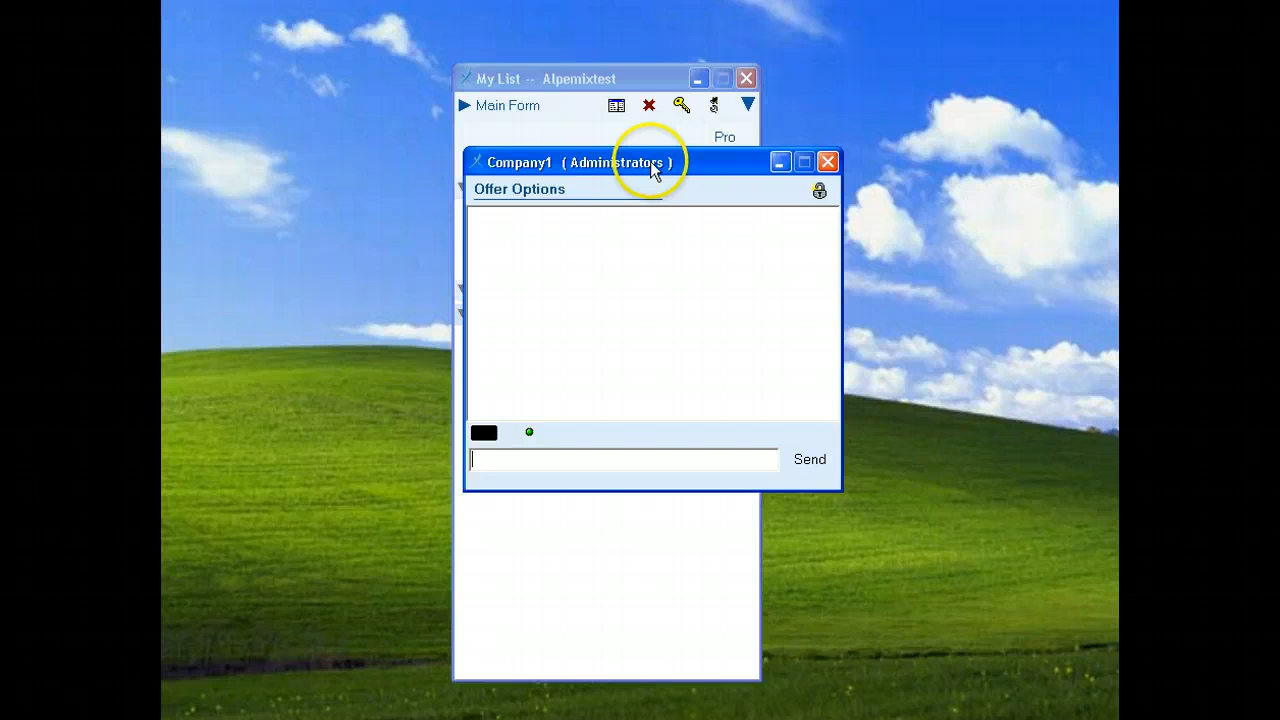 My List -- Alpemixtest
Main Form
Pro
Company1 ( Administrators )
Offer Options
Send